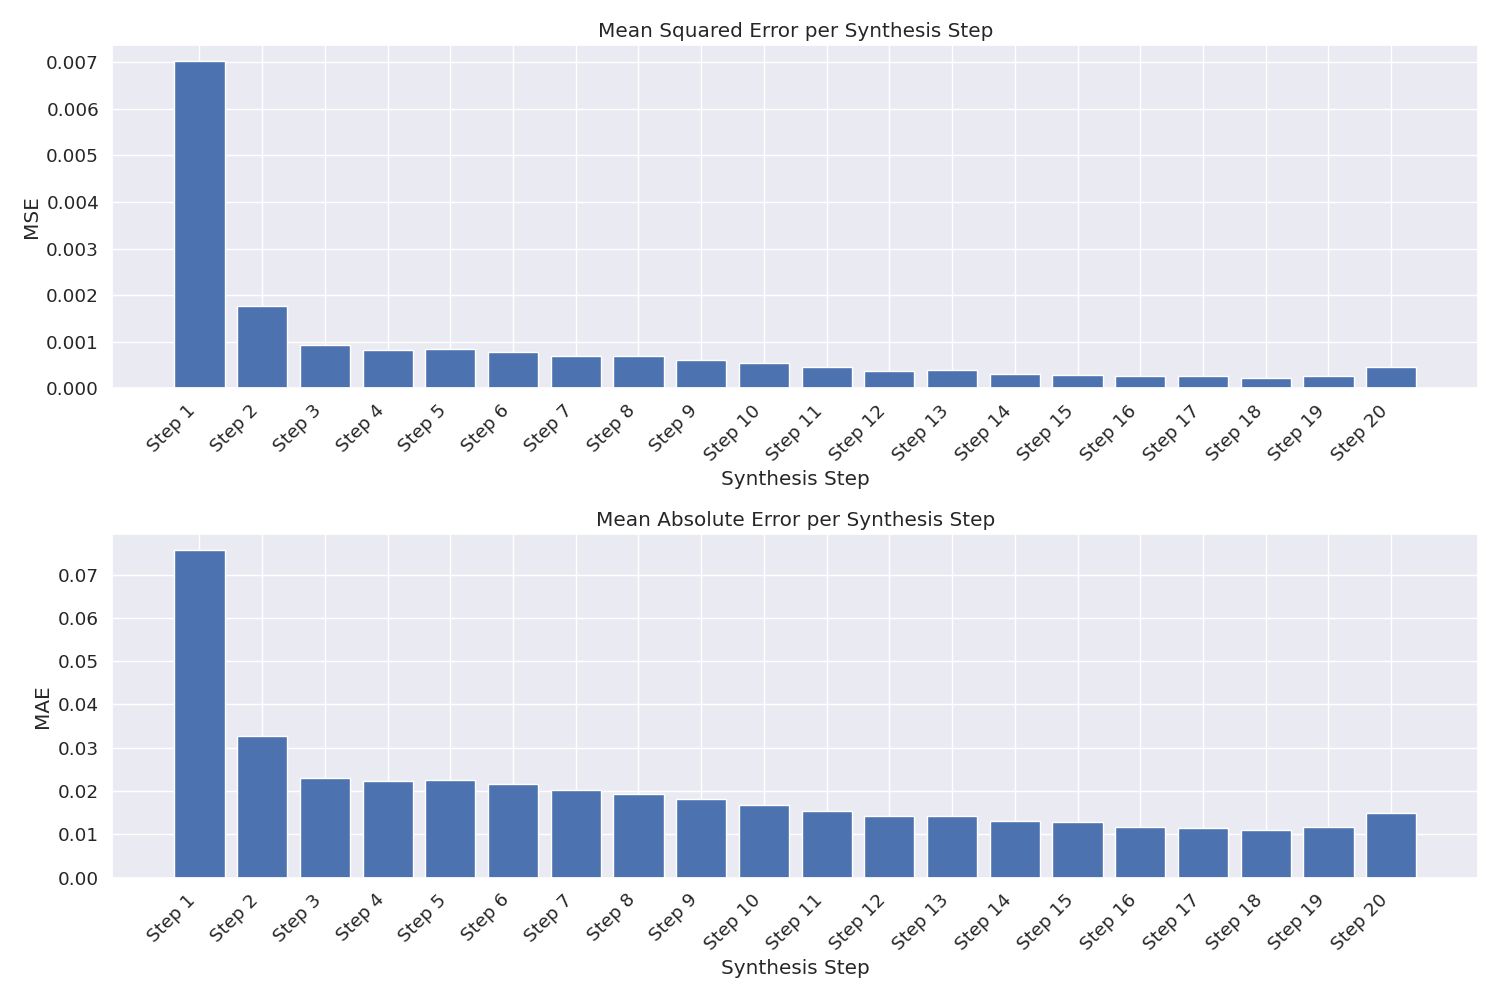 Mean Squared Error per Synthesis Step
0.007
0.006
0.005
0.004
0.003
0.002
0.001
0.000
MSE
Step 1
Step 2
Step 3
Step 4
Step 5
Step 6
Step 7
Step 8
Step 9
Step 10
Step 11
Step 12
Step 13
Step 14
Step 15
Step 16
Step 17
Step 18
Step 19
Step 20
Synthesis Step
Mean Absolute Error per Synthesis Step
0.07
0.06
0.05
0.04
0.03
0.02
0.01
0.00
MAE
Step 1
Step 2
Step 3
Step 4
Step 5
Step 6
Step 7
Step 8
Step 9
Step 10
Step 11
Step 12
Step 13
Step 14
Step 15
Step 16
Step 17
Step 18
Step 19
Step 20
Synthesis Step